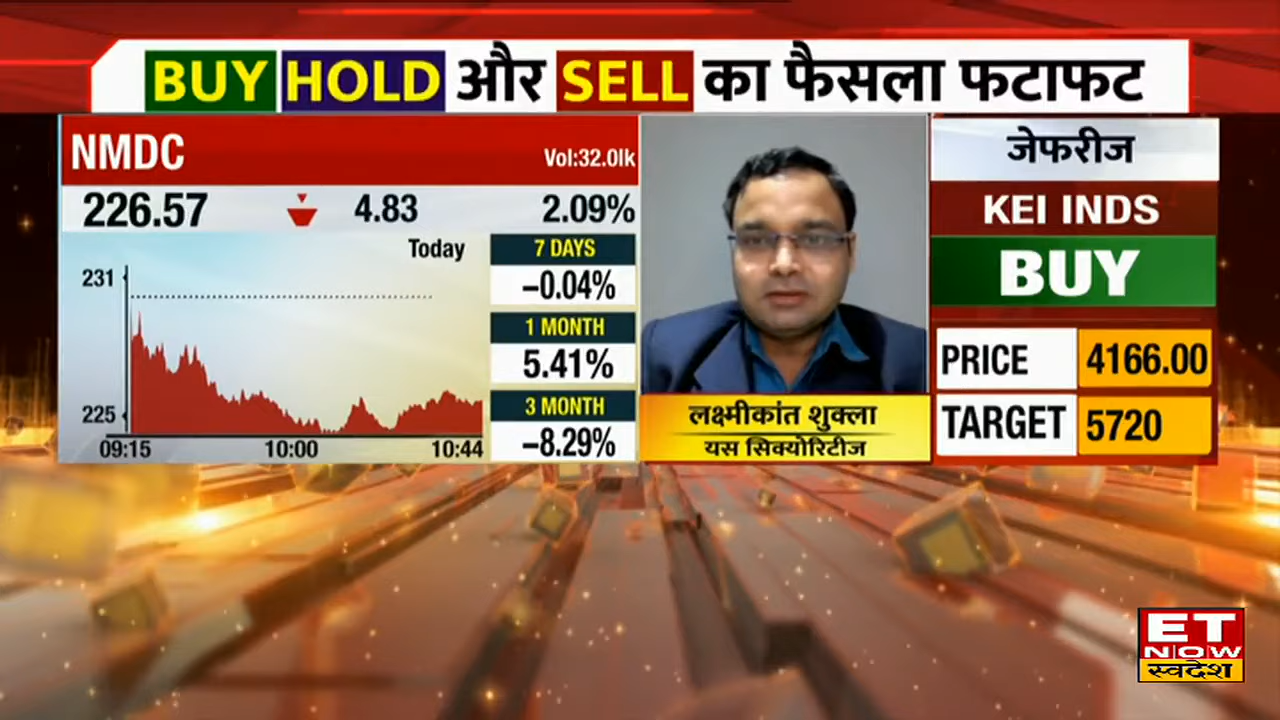 BUY HOLD और SELL का फैसला फटाफट
NMDC
Vol:32.0lk
226.57 4.83 2.09%
Today
231
225
09:15 10:00 10:44
7 DAYS
–0.04%
1 MONTH
5.41%
3 MONTH
–8.29%
लक्ष्मीकांत शुक्ला
यस सिक्योरिटीज
जेफरीज
KEI INDS
BUY
PRICE 4166.00
TARGET 5720
ET
NOW
स्वदेश